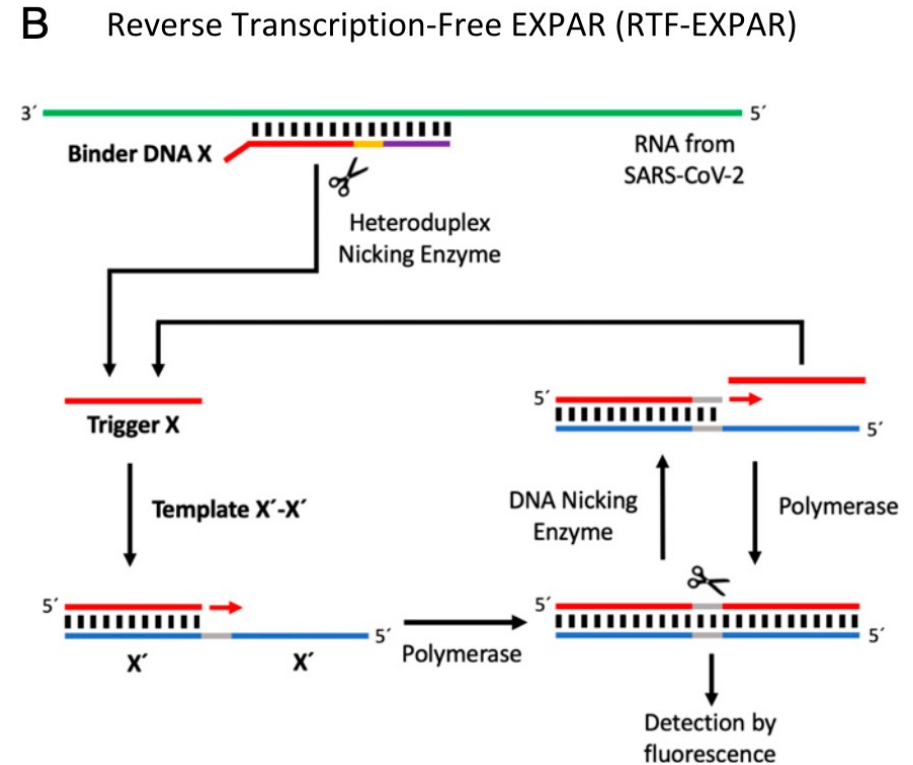 B
Reverse Transcription-Free EXPAR (RTF-EXPAR)
3´
5´
Binder DNA X
RNA from
SARS-CoV-2
Heteroduplex
Nicking Enzyme
Trigger X
5´
5´
Template X´-X´
DNA Nicking
Enzyme
Polymerase
5´
5´
X´
X´
Polymerase
5´
5´
Detection by
fluorescence